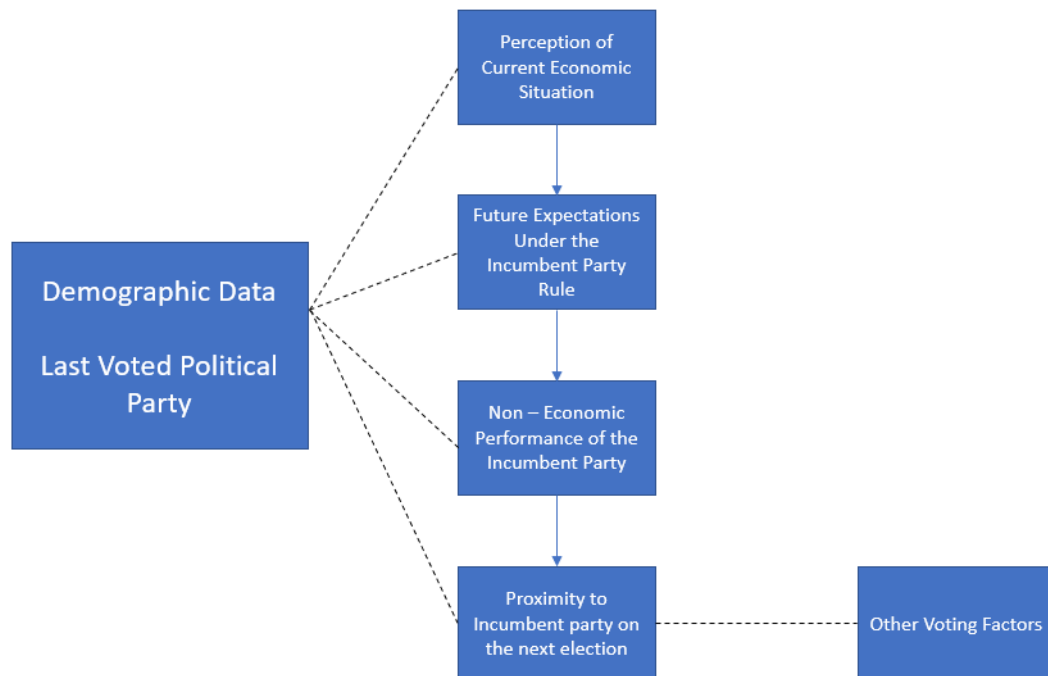 Perception of
Current Economic
Situation
Future Expectations
Under the
Incumbent Party
Rule
Demographic Data
Last Voted Political
Party
Non – Economic
Performance of the
Incumbent Party
Proximity to
Incumbent party on
the next election
Other Voting Factors